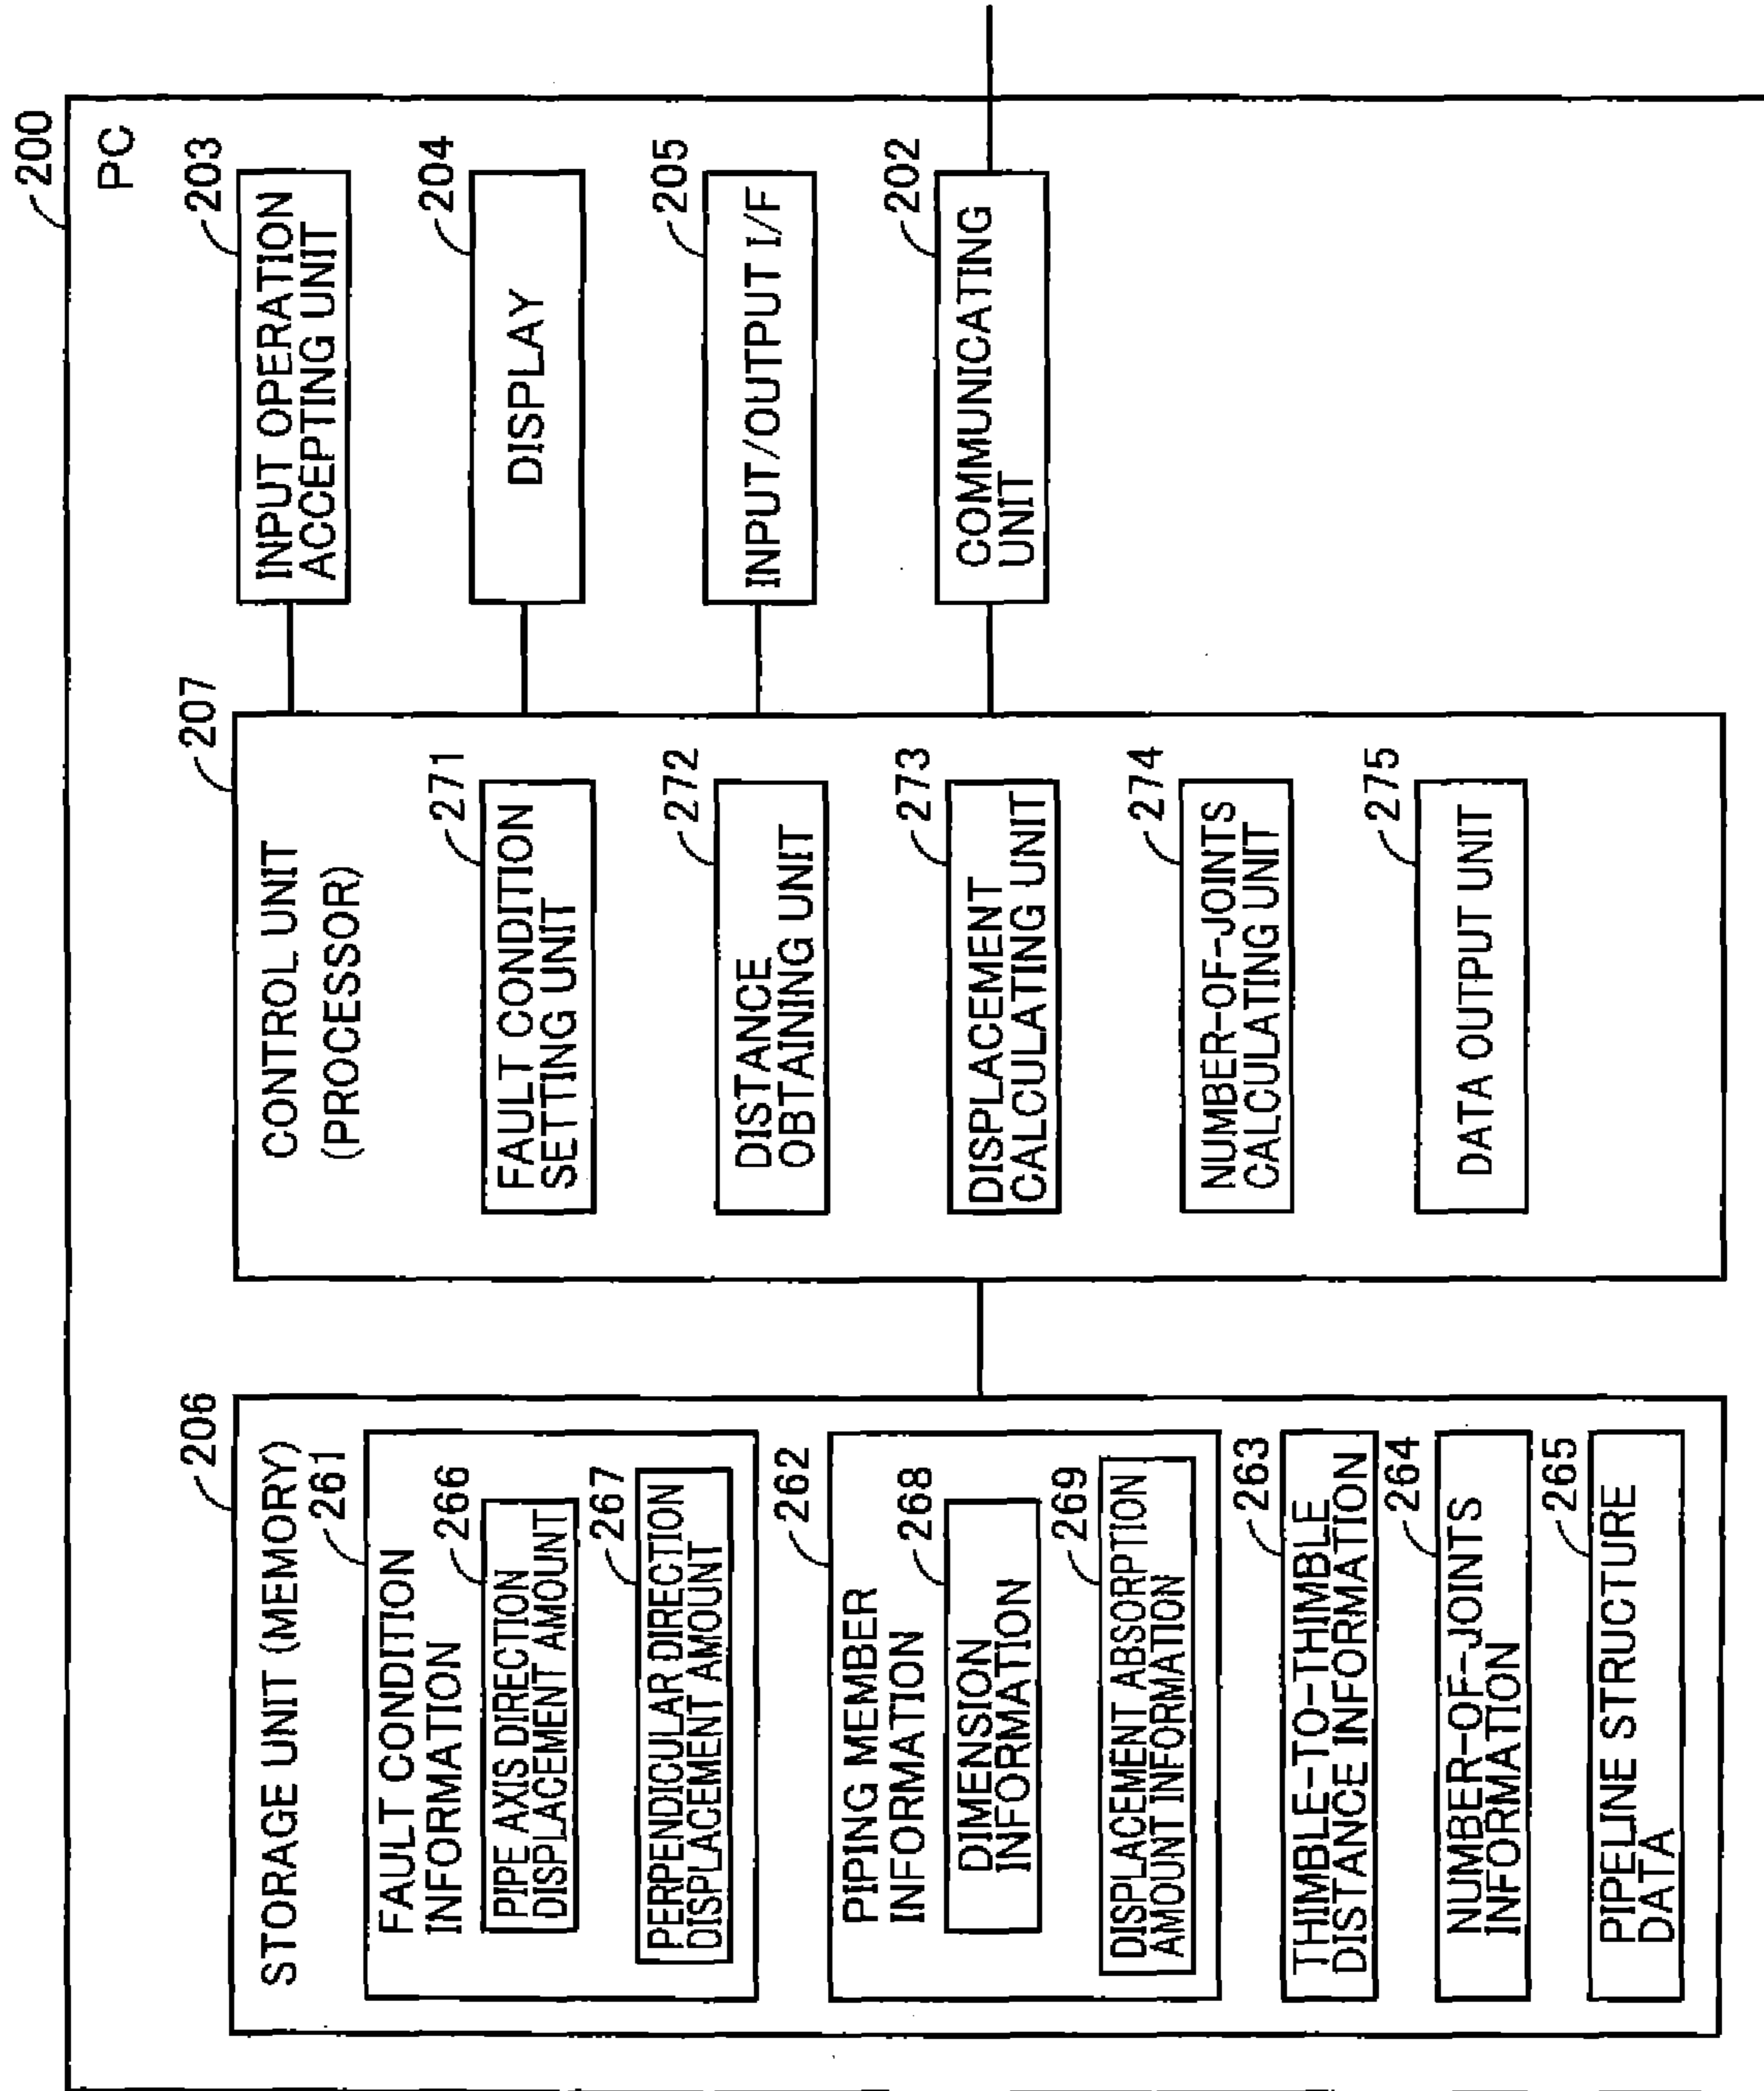 200
PC
206
STORAGE UNIT (MEMORY)
261
FAULT CONDITION
INFORMATION
266
PIPE AXIS DIRECTION
DISPLACEMENT AMOUNT
267
PERPENDICULAR DIRECTION
DISPLACEMENT AMOUNT
262
PIPING MEMBER
INFORMATION
268
DIMENSION
INFORMATION
269
DISPLACEMENT ABSORPTION
AMOUNT INFORMATION
263
THIMBLE-TO-THIMBLE
DISTANCE INFORMATION
264
NUMBER-OF-JOINTS
INFORMATION
265
PIPELINE STRUCTURE
DATA
207
CONTROL UNIT
(PROCESSOR)
271
FAULT CONDITION
SETTING UNIT
272
DISTANCE
OBTAINING UNIT
273
DISPLACEMENT
CALCULATING UNIT
274
NUMBER-OF-JOINTS
CALCULATING UNIT
275
DATA OUTPUT UNIT
203
INPUT OPERATION
ACCEPTING UNIT
204
DISPLAY
205
INPUT/OUTPUT I/F
202
COMMUNICATING
UNIT